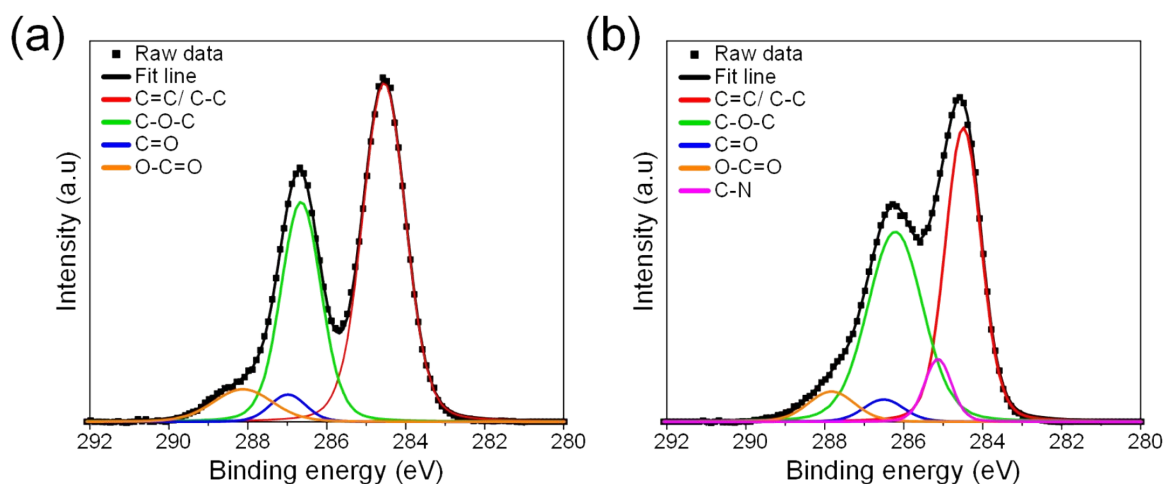 (a)
Raw data
Fit line
C=C/ C-C
C-O-C
C=O
O-C=O
Intensity (a.u)
292 290 288 286 284 282 280
Binding energy (eV)
(b)
Raw data
Fit line
C=C/ C-C
C-O-C
C=O
O-C=O
C-N
Intensity (a.u)
292 290 288 286 284 282 280
Binding energy (eV)